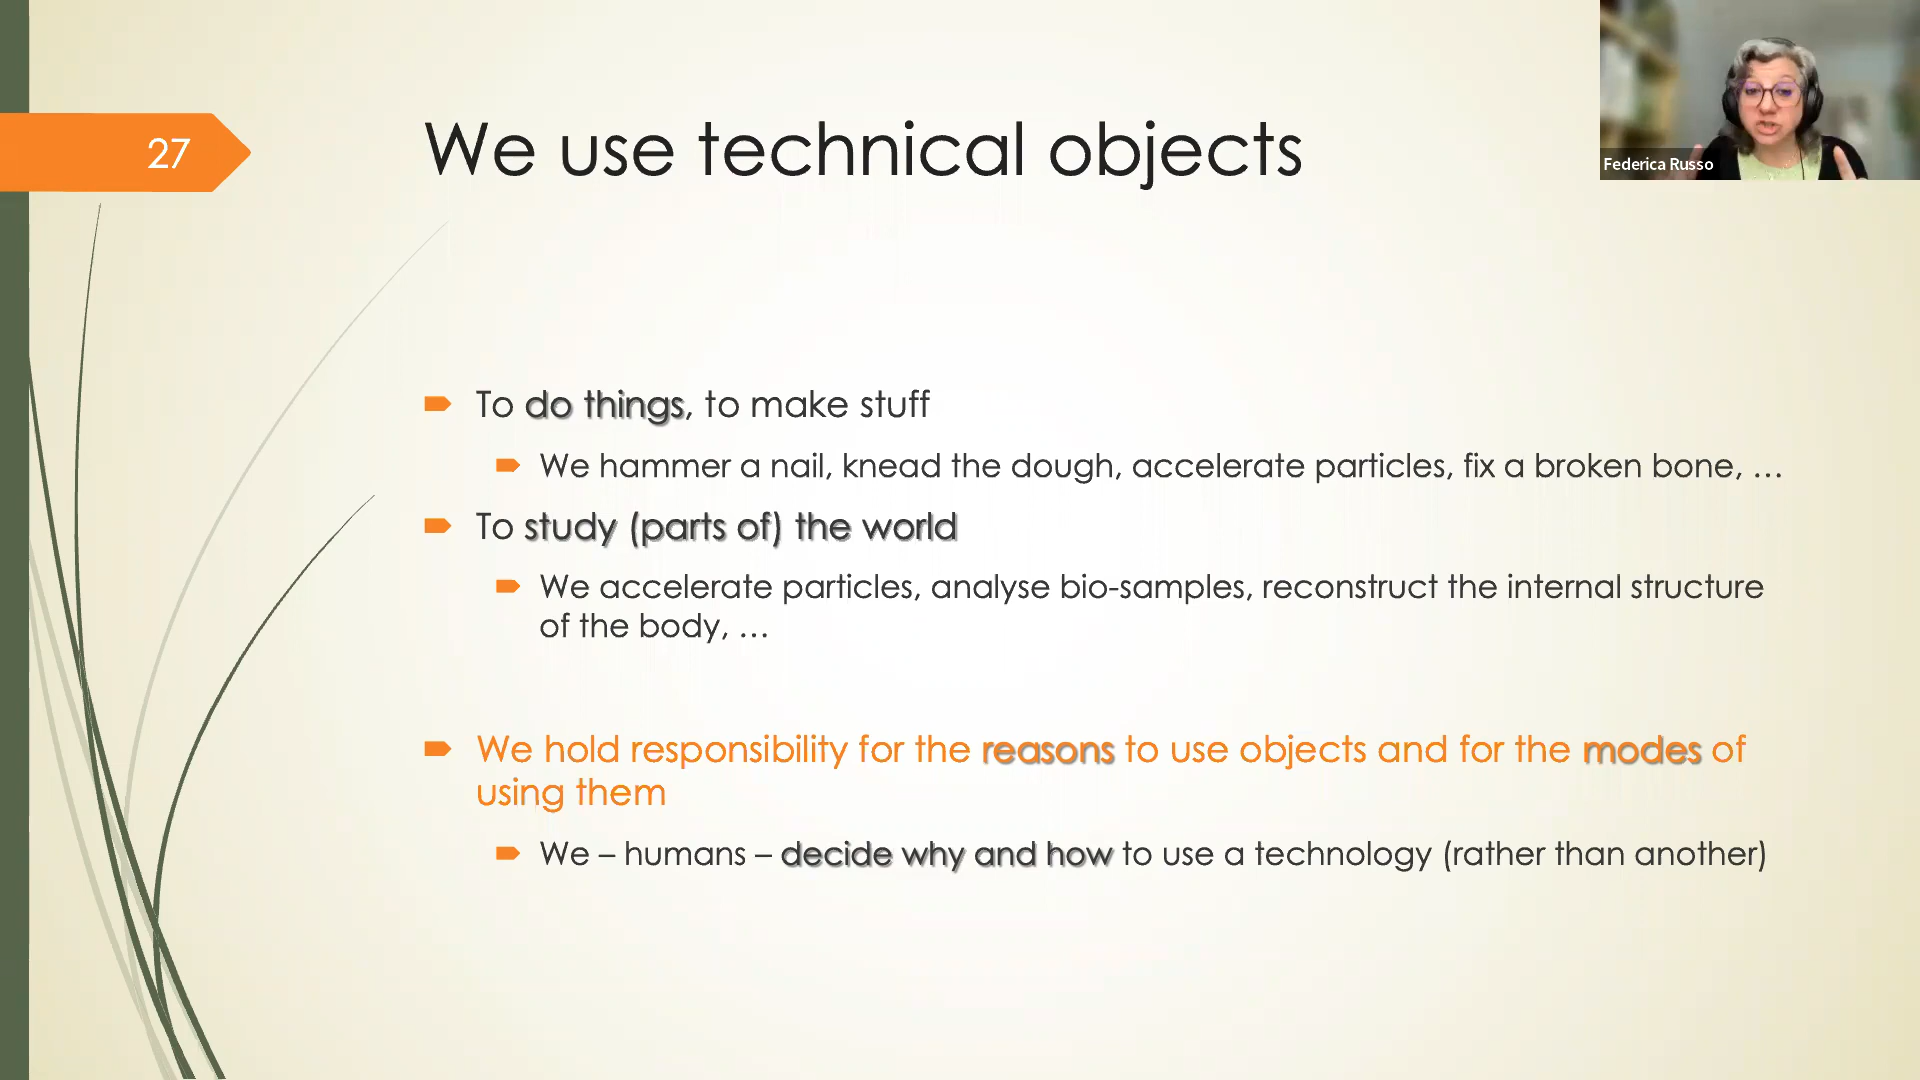 27
We use technical objects
Federica Russo
To do things, to make stuff
We hammer a nail, knead the dough, accelerate particles, fix a broken bone, …
To study (parts of) the world
We accelerate particles, analyse bio-samples, reconstruct the internal structure
of the body, …
We hold responsibility for the reasons to use objects and for the modes of
using them
We – humans – decide why and how to use a technology (rather than another)